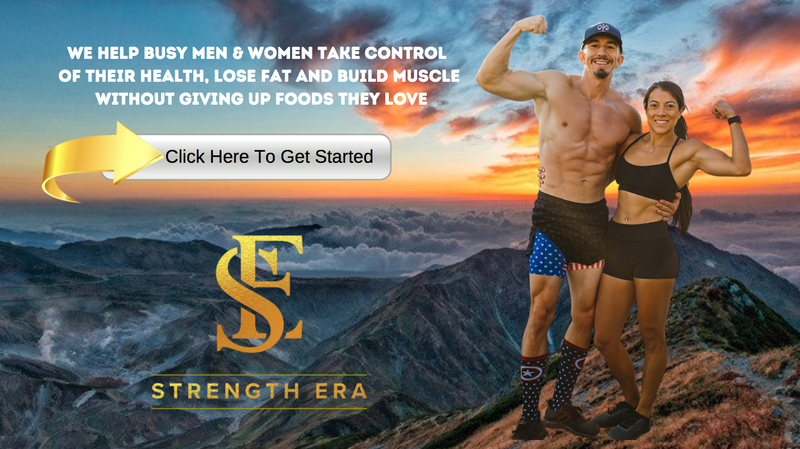 WE HELP BUSY MEN & WOMEN TAKE CONTROL
OF THEIR HEALTH, LOSE FAT AND BUILD MUSCLE
WITHOUT GIVING UP FOODS THEY LOVE
Click Here To Get Started
SE
STRENGTH ERA